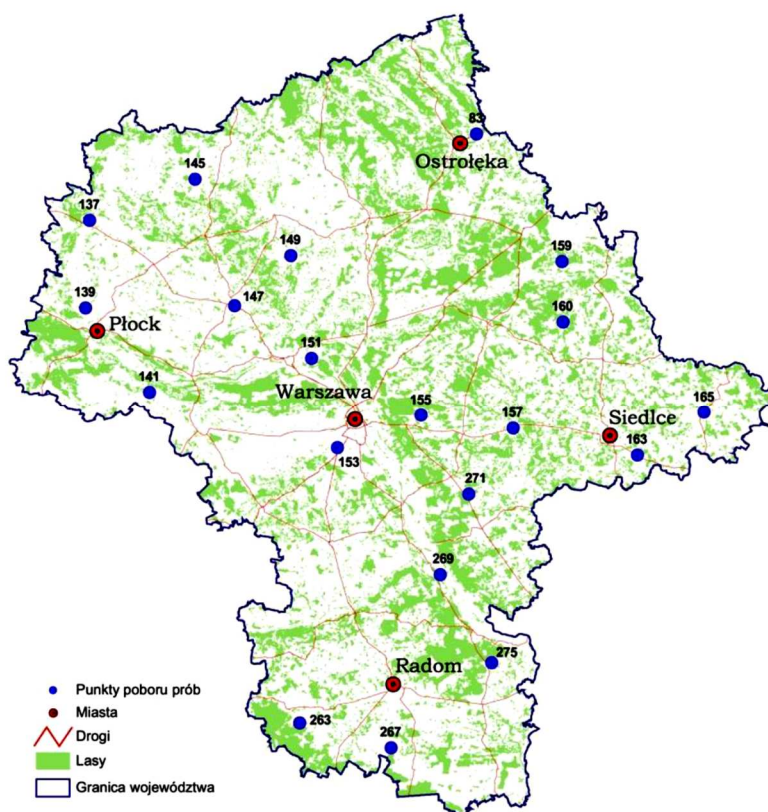 83
Ostrołęka
145
137
149
159
139
147
160
Płock
151
Warszawa
141
155
157
Siedlce
165
153
163
271
269
275
Radom
263
267
Punkty poboru prób
Miasta
Drogi
Lasy
Granica województwa